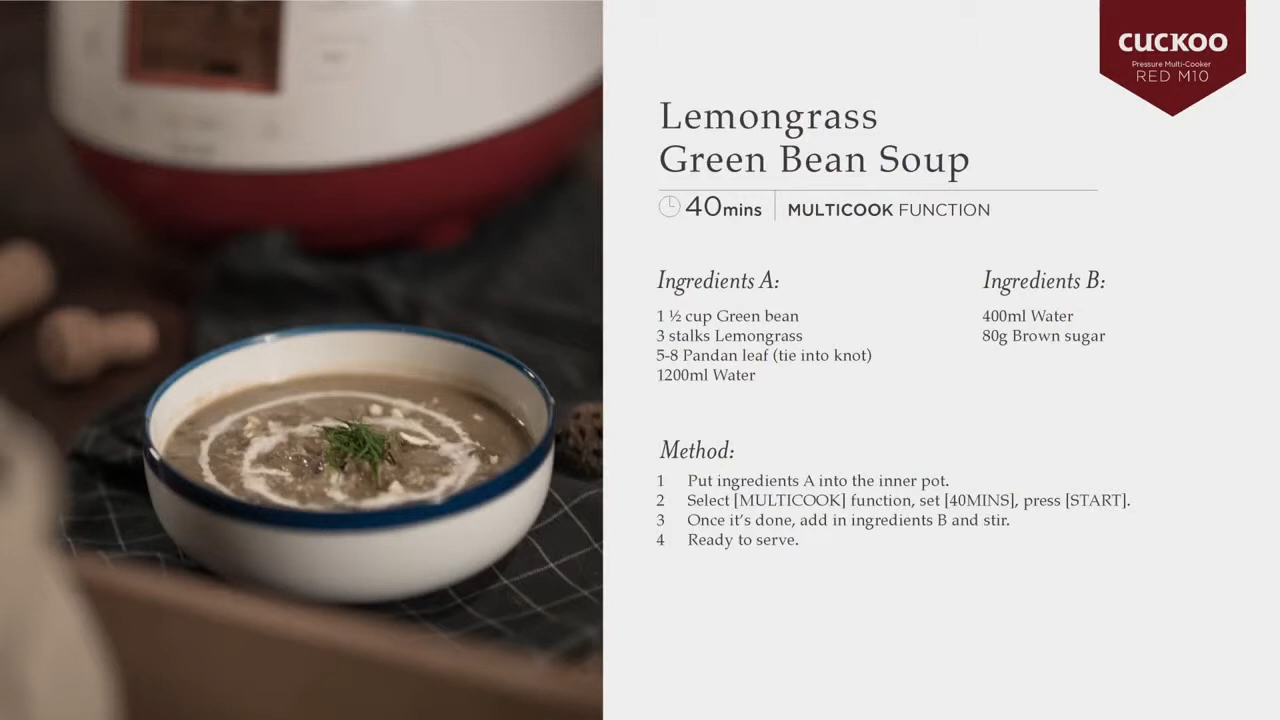 CUCKOO
Pressure Multi-Cooker
RED M10
Lemongrass
Green Bean Soup
40mins
MULTICOOK FUNCTION
Ingredients A:
1 ½ cup Green bean
3 stalks Lemongrass
5-8 Pandan leaf (tie into knot)
1200ml Water
Ingredients B:
400ml Water
80g Brown sugar
Method:
1 Put ingredients A into the inner pot.
2 Select [MULTICOOK] function, set [40MINS], press [START].
3 Once it's done, add in ingredients B and stir.
4 Ready to serve.